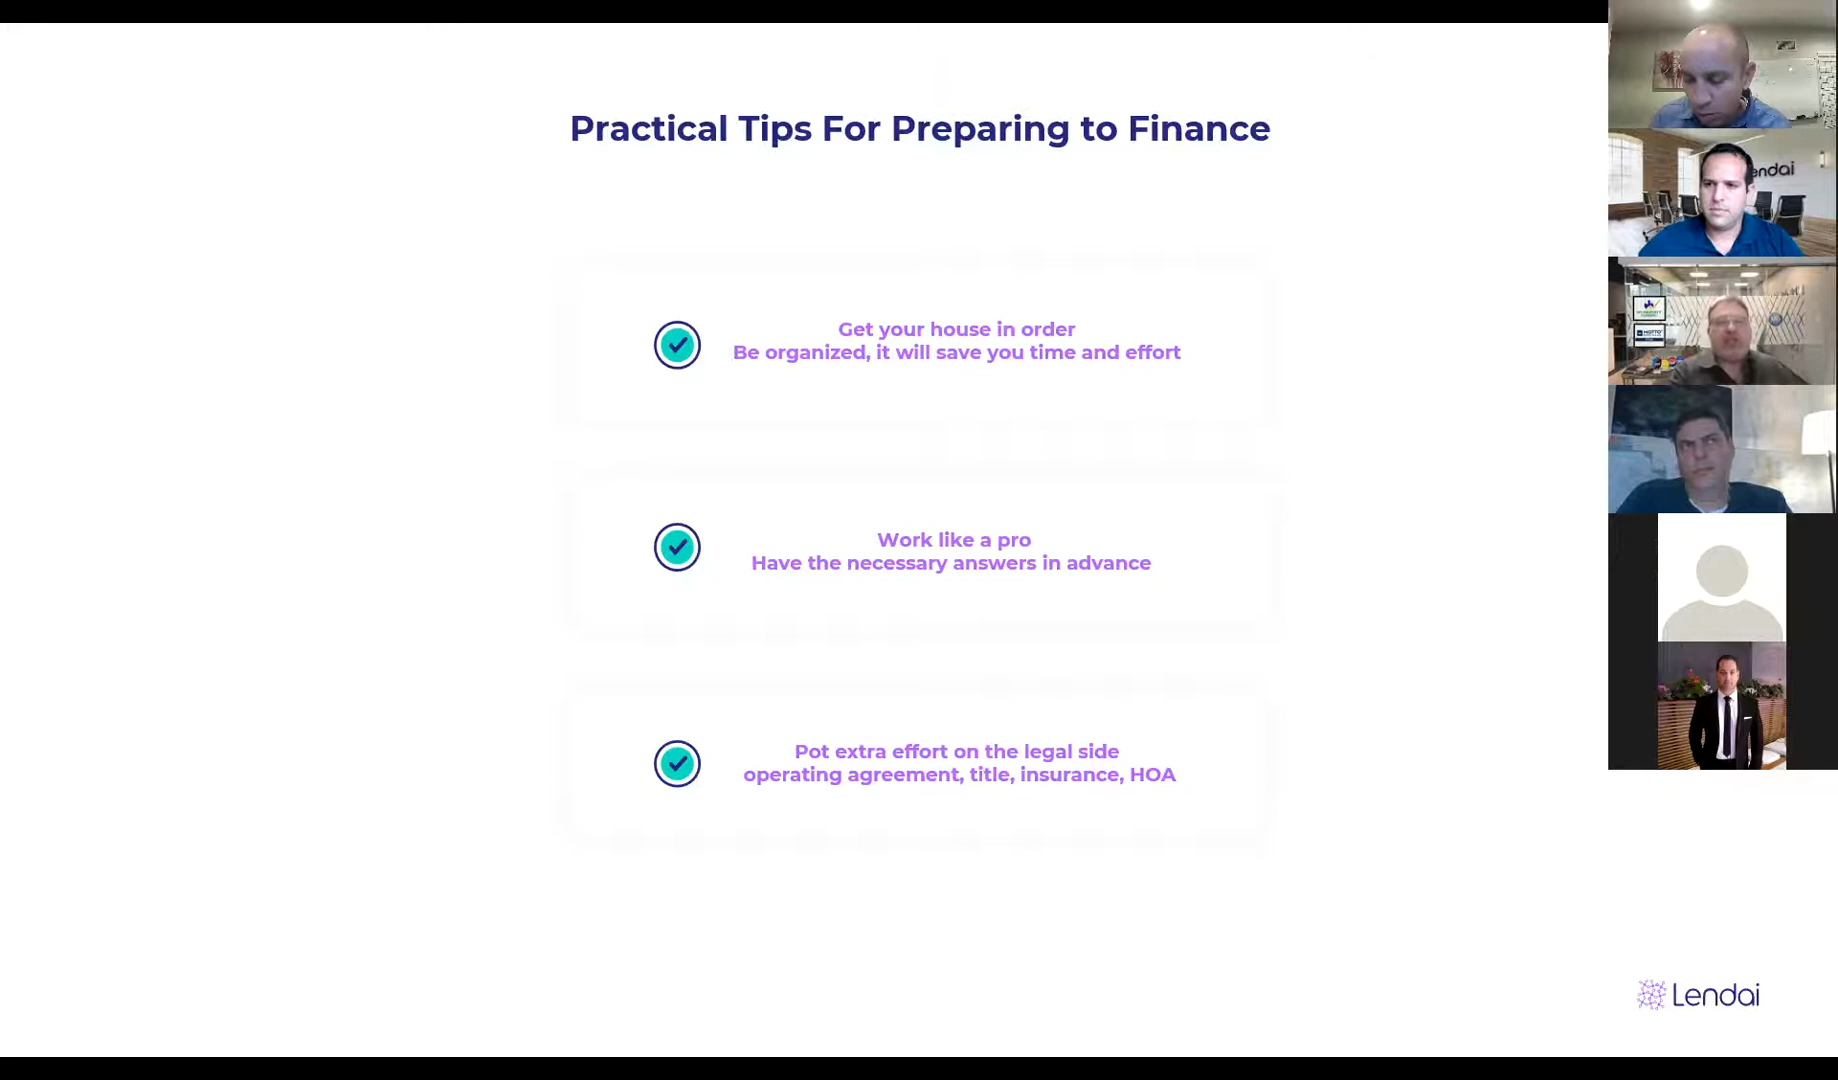 Practical Tips For Preparing to Finance
Get your house in order
Be organized, it will save you time and effort
Work like a pro
Have the necessary answers in advance
Pot extra effort on the legal side
operating agreement, title, insurance, HOA
Lendai
endai
MOTTO